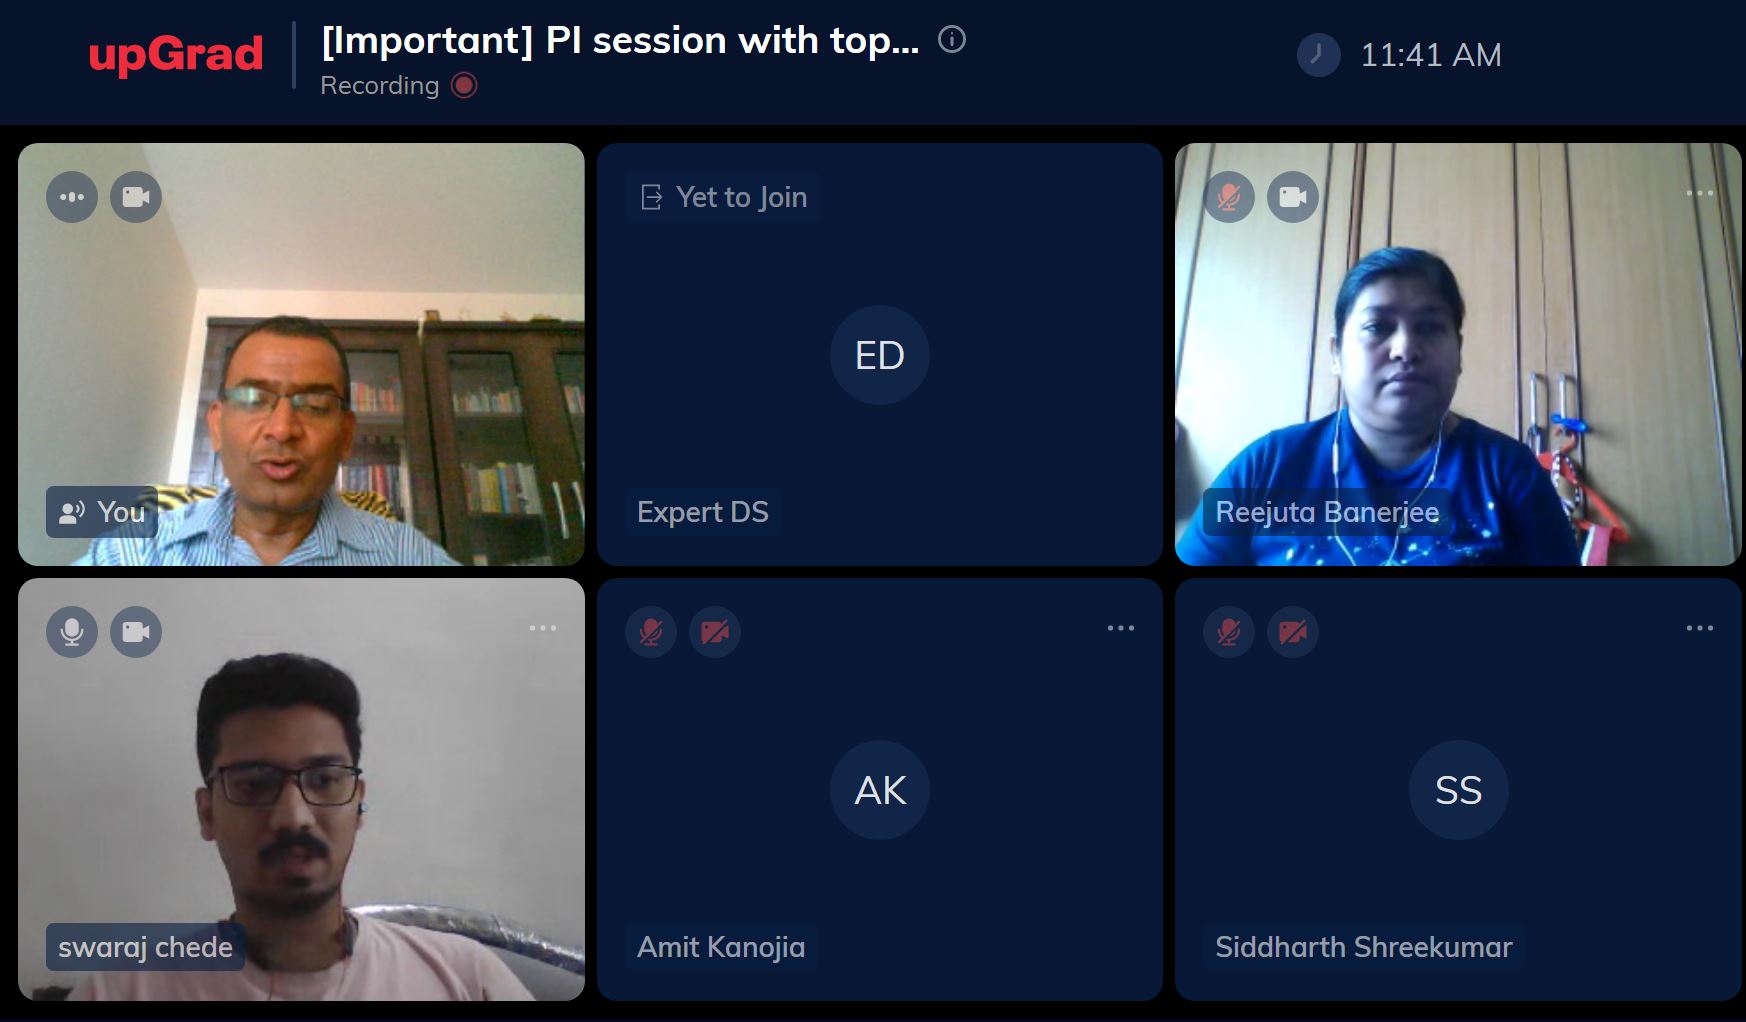 upGrad
[Important] PI session with top...
Recording
11:41 AM
You
Yet to Join
ED
Expert DS
Reejuta Banerjee
swaraj chede
AK
Amit Kanojia
SS
Siddharth Shreekumar